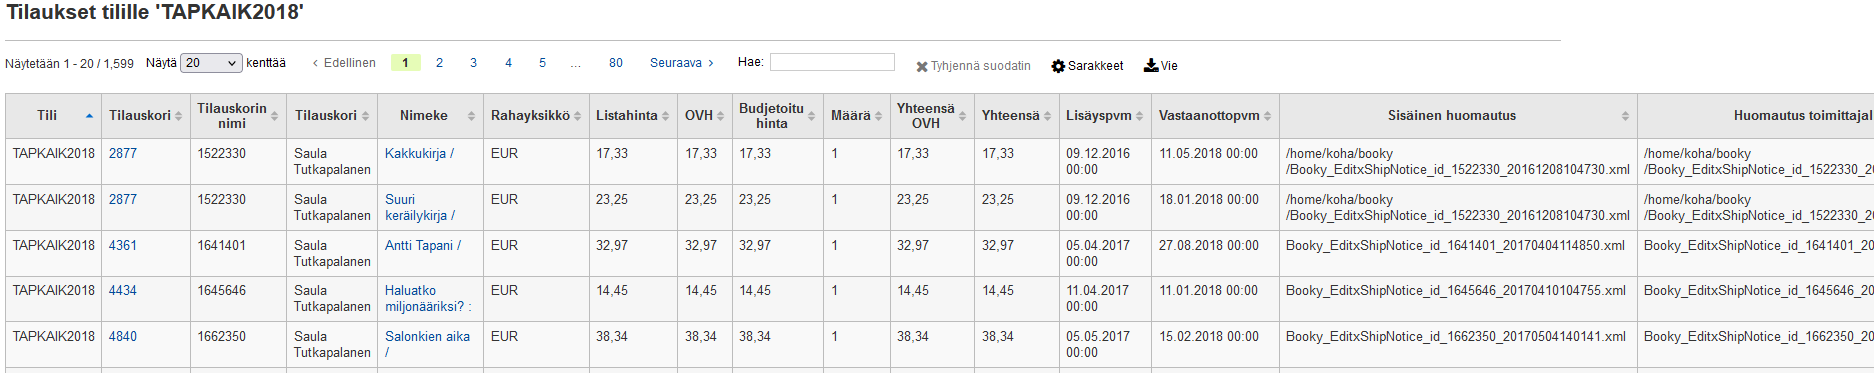 Tilaukset tilille 'TAPKAIK2018'
Näytetään 1 - 20 / 1,599 Näytä 20 kenttää Edellinen 1 2 3 4 5 ... 80 Seuraava Hae: Tyhjennä suodatin Sarakkeet Vie
Tili Tilauskori Tilauskorin nimi Tilauskori Nimeke Rahayksikkö Listahinta OVH Budjetoitu hinta Määrä Yhteensä OVH Yhteensä Lisäyspvm Vastaanottopvm Sisäinen huomautus Huomautus toimittajal
TAPKAIK2018 2877 1522330 Saula Tutkapalanen Kakkukirja / EUR 17,33 17,33 17,33 1 17,33 17,33 09.12.2016 00:00 11.05.2018 00:00 /home/koha/booky /Booky_EditxShipNotice_id_1522330_20161208104730.xml /home/koha/booky /Booky_EditxShipNotice_id_1522330_20
TAPKAIK2018 2877 1522330 Saula Tutkapalanen Suuri keräilykirja / EUR 23,25 23,25 23,25 1 23,25 23,25 09.12.2016 00:00 18.01.2018 00:00 /home/koha/booky /Booky_EditxShipNotice_id_1522330_20161208104730.xml /home/koha/booky /Booky_EditxShipNotice_id_1522330_20
TAPKAIK2018 4361 1641401 Saula Tutkapalanen Antti Tapani / EUR 32,97 32,97 32,97 1 32,97 32,97 05.04.2017 00:00 27.08.2018 00:00 Booky_EditxShipNotice_id_1641401_20170404114850.xml Booky_EditxShipNotice_id_1641401_20
TAPKAIK2018 4434 1645646 Saula Tutkapalanen Haluatko miljonääriksi? : EUR 14,45 14,45 14,45 1 14,45 14,45 11.04.2017 00:00 11.01.2018 00:00 Booky_EditxShipNotice_id_1645646_20170410104755.xml Booky_EditxShipNotice_id_1645646_20
TAPKAIK2018 4840 1662350 Saula Tutkapalanen Salonkien aika / EUR 38,34 38,34 38,34 1 38,34 38,34 05.05.2017 00:00 15.02.2018 00:00 Booky_EditxShipNotice_id_1662350_20170504140141.xml Booky_EditxShipNotice_id_1662350_20